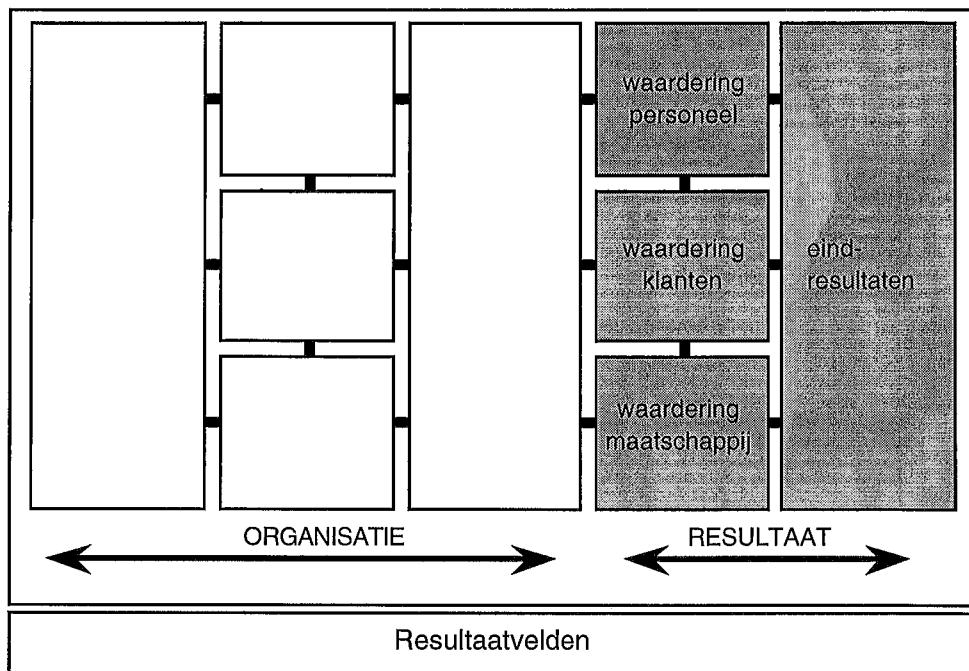 waardering
personeel
waardering
klanten
eind-
resultaten
waardering
maatschappij
ORGANISATIE
RESULTAAT
Resultaatvelden